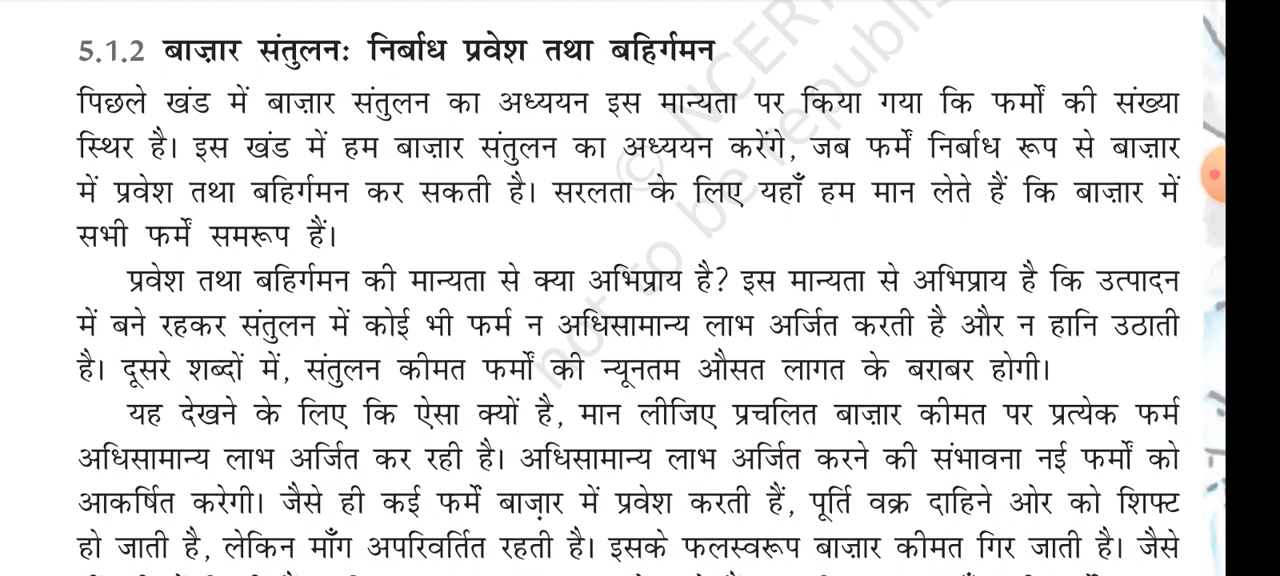 5.1.2 बाज़ार संतुलनः निर्बाध प्रवेश तथा बहिर्गमन
पिछले खंड में बाज़ार संतुलन का अध्ययन इस मान्यता पर किया गया कि फर्मों की संख्या
स्थिर है। इस खंड में हम बाज़ार संतुलन का अध्ययन करेंगे, जब फर्में निर्बाध रूप से बाज़ार
में प्रवेश तथा बहिर्गमन कर सकती है। सरलता के लिए यहाँ हम मान लेते हैं कि बाज़ार में
सभी फर्में समरूप हैं।
प्रवेश तथा बहिर्गमन की मान्यता से क्या अभिप्राय है? इस मान्यता से अभिप्राय है कि उत्पादन
में बने रहकर संतुलन में कोई भी फर्म न अधिसामान्य लाभ अर्जित करती है और न हानि उठाती
है। दूसरे शब्दों में, संतुलन कीमत फर्मों की न्यूनतम औसत लागत के बराबर होगी।
यह देखने के लिए कि ऐसा क्यों है, मान लीजिए प्रचलित बाज़ार कीमत पर प्रत्येक फर्म
अधिसामान्य लाभ अर्जित कर रही है। अधिसामान्य लाभ अर्जित करने की संभावना नई फर्मों को
आकर्षित करेगी। जैसे ही कई फर्में बाज़ार में प्रवेश करती हैं, पूर्ति वक्र दाहिने ओर को शिफ्ट
हो जाती है, लेकिन माँग अपरिवर्तित रहती है। इसके फलस्वरूप बाज़ार कीमत गिर जाती है। जैसे
© NCERT
not to be republis